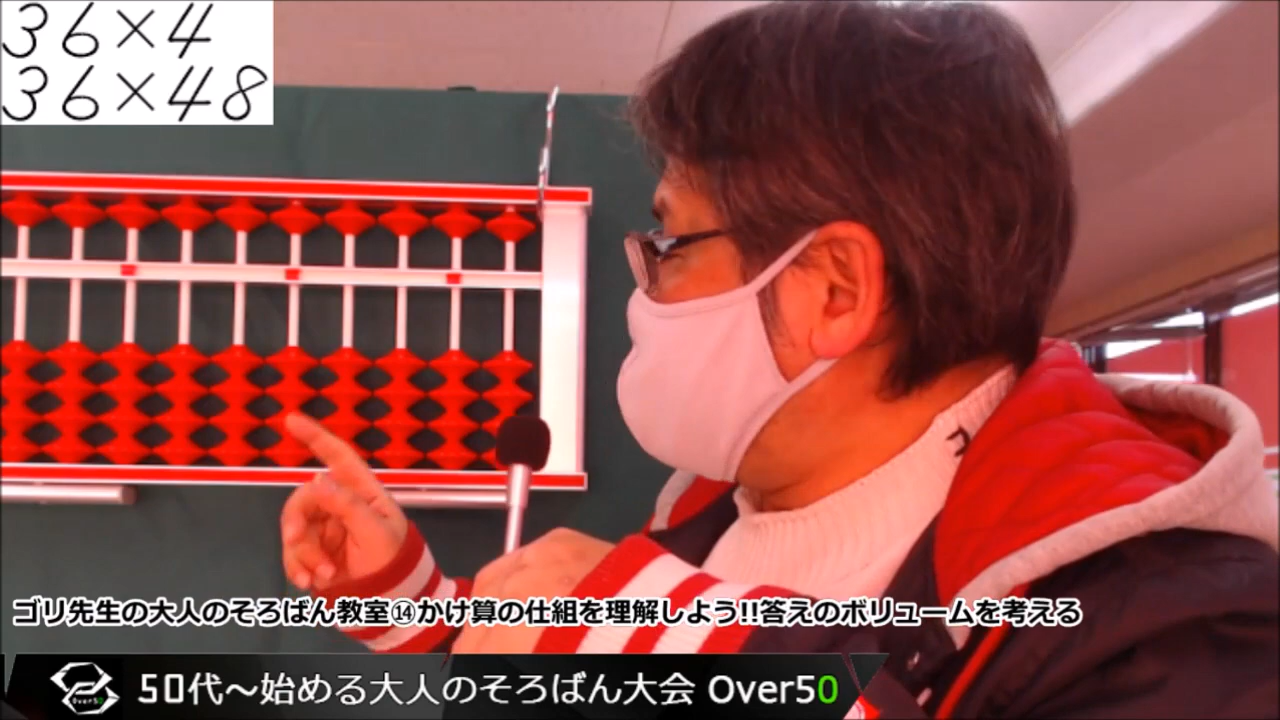 36×4
36×48
ゴリ先生の大人のそろばん教室⑭かけ算の仕組を理解しよう!!答えのボリュームを考える
Over50
50代～始める大人のそろばん大会 Over50